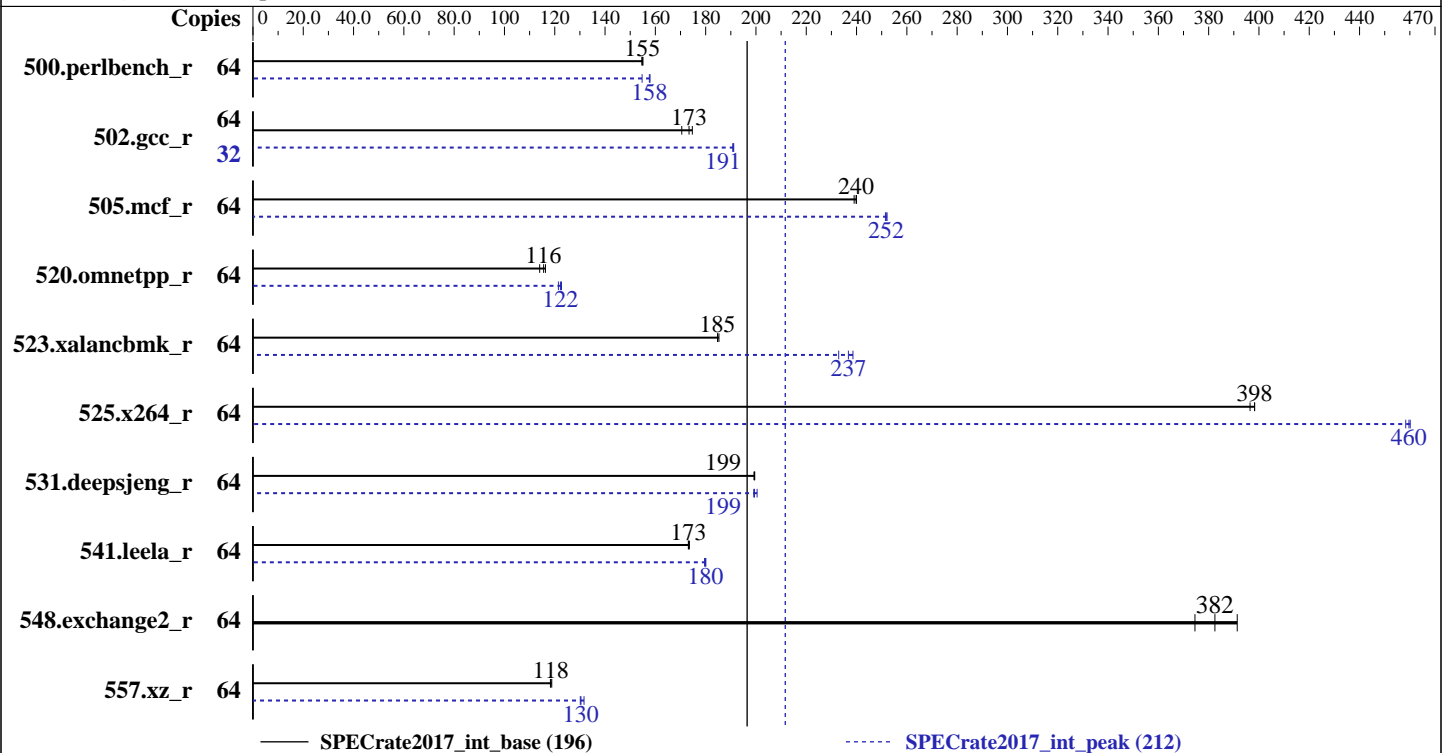 Copies 0 20.0 40.0 60.0 80.0 100 120 140 160 180 200 220 240 260 280 300 320 340 360 380 400 420 440 470
500.perlbench_r 64 155
158
502.gcc_r 64 173
32 191
505.mcf_r 64 240
252
520.omnetpp_r 64 116
122
523.xalancbmk_r 64 185
237
525.x264_r 64 398
460
531.deepsjeng_r 64 199
199
541.leela_r 64 173
180
548.exchange2_r 64 382
557.xz_r 64 118
130
SPECrate2017_int_base (196) SPECrate2017_int_peak (212)